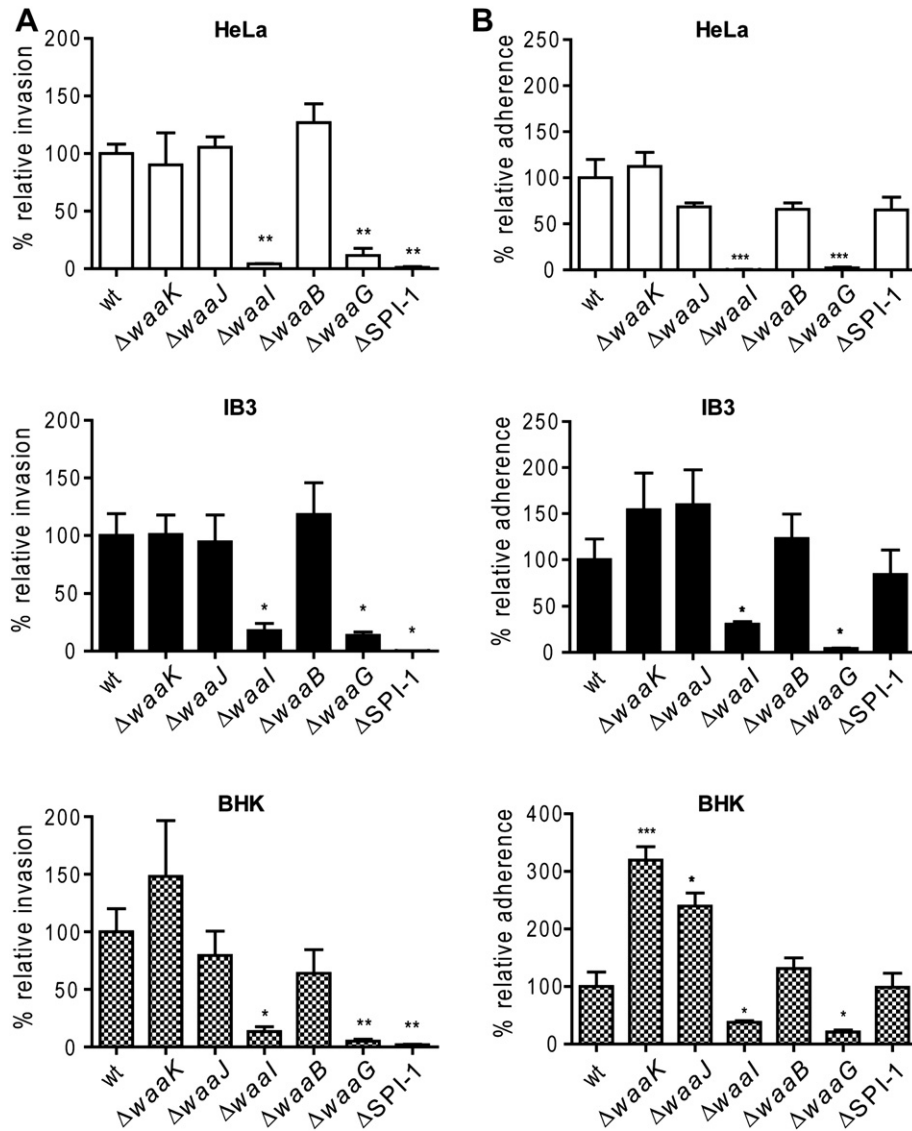 A
HeLa
% relative invasion
200
150
100
50
0
**
**
**
wt
ΔwaaK
ΔwaaJ
ΔwaaI
ΔwaaB
ΔwaaG
ΔSPI-1
B
HeLa
% relative adherence
250
200
150
100
50
0
***
***
wt
ΔwaaK
ΔwaaJ
ΔwaaI
ΔwaaB
ΔwaaG
ΔSPI-1
IB3
% relative invasion
200
150
100
50
0
*
*
*
wt
ΔwaaK
ΔwaaJ
ΔwaaI
ΔwaaB
ΔwaaG
ΔSPI-1
IB3
% relative adherence
250
200
150
100
50
0
*
*
wt
ΔwaaK
ΔwaaJ
ΔwaaI
ΔwaaB
ΔwaaG
ΔSPI-1
BHK
% relative invasion
200
150
100
50
0
*
**
**
wt
ΔwaaK
ΔwaaJ
ΔwaaI
ΔwaaB
ΔwaaG
ΔSPI-1
BHK
% relative adherence
400
300
200
100
0
***
*
*
*
wt
ΔwaaK
ΔwaaJ
ΔwaaI
ΔwaaB
ΔwaaG
ΔSPI-1